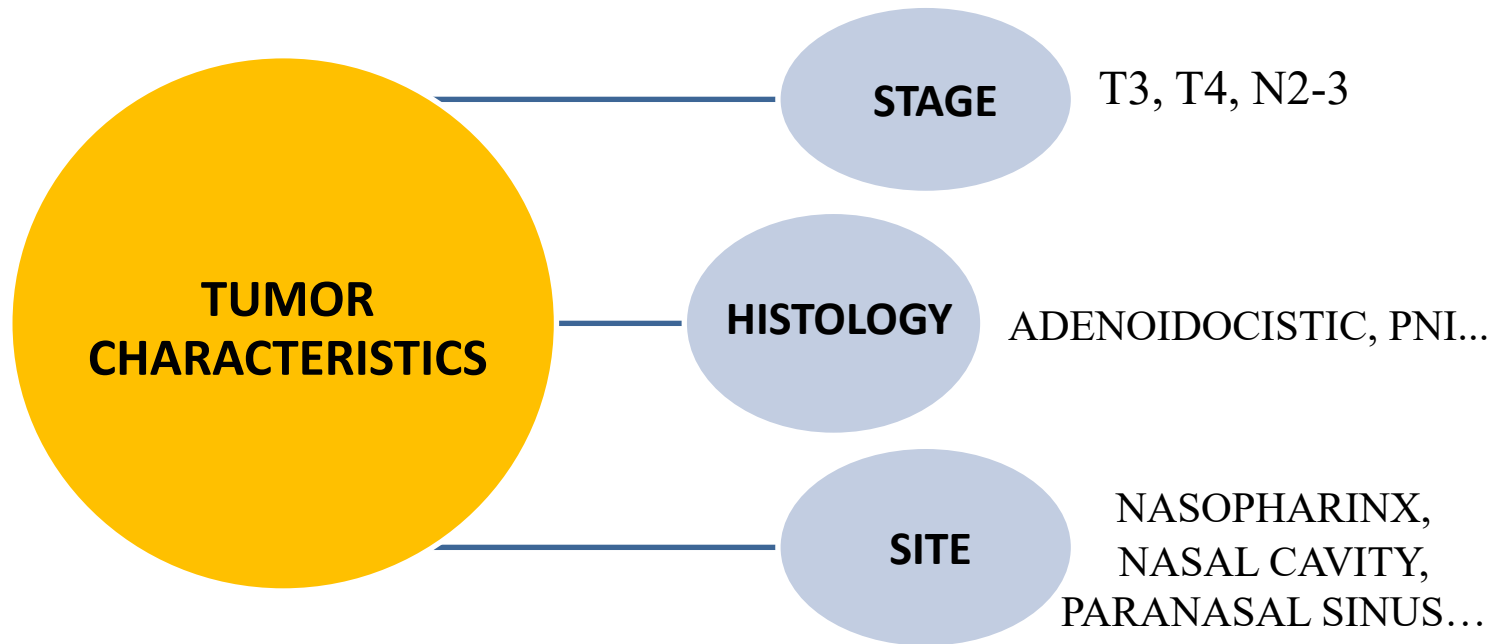 TUMOR
CHARACTERISTICS
STAGE
T3, T4, N2-3
HISTOLOGY
ADENOIDOCISTIC, PNI...
SITE
NASOPHARINX,
NASAL CAVITY,
PARANASAL SINUS…